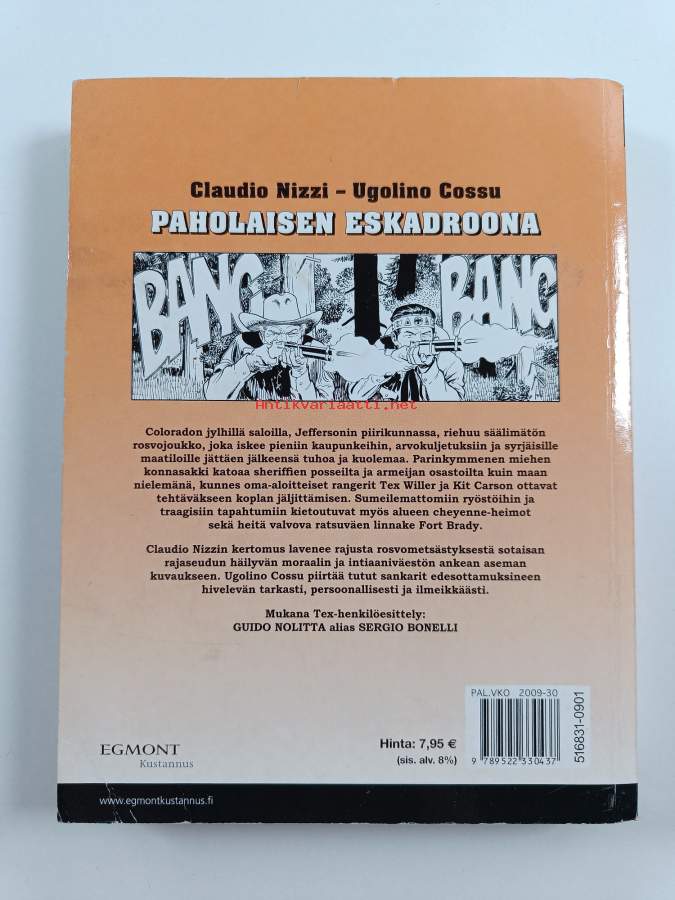 Claudio Nizzi – Ugolino Cossu
PAHOLAISEN ESKADROONA
BANG
BANG
Antikvariaatti.net
Coloradon jylhillä saloilla, Jeffersonin piirikunnassa, riehuu säälimätön
rosvojoukko, joka iskee pieniin kaupunkeihin, arvokuljetuksiin ja syrjäisille
maatiloille jättäen jälkeensä tuhoa ja kuolemaa. Parinkymmenen miehen
konnasakki katoaa sheriffien posseilta ja armeijan osastoilta kuin maan
nielemänä, kunnes oma-aloitteiset rangerit Tex Willer ja Kit Carson ottavat
tehtäväkseen koplan jäljittämisen. Sumeilemattomiin ryöstöihin ja
traagisiin tapahtumiin kietoutuvat myös alueen cheyenne-heimot
sekä heitä valvova ratsuväen linnake Fort Brady.
Claudio Nizzin kertomus lavenee rajusta rosvometsästyksestä sotaisan
rajaseudun häilyvän moraalin ja intiaaniväestön ankean aseman
kuvaukseen. Ugolino Cossu piirtää tutut sankarit edesottamuksineen
hivelevän tarkasti, persoonallisesti ja ilmeikkäästi.
Mukana Tex-henkilöesittely:
GUIDO NOLITTA alias SERGIO BONELLI
PAL.VKO 2009-30
EGMONT
Kustannus
Hinta: 7,95 €
(sis. alv. 8%)
9 789522 330437
516831-0901
www.egmontkustannus.fi